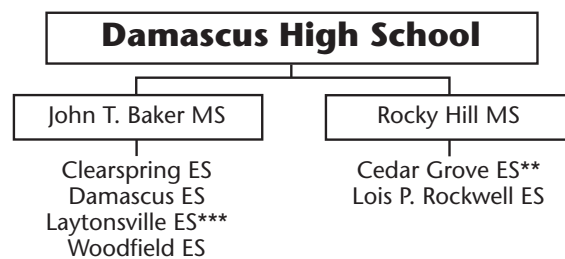 Damascus High School
John T. Baker MS
Rocky Hill MS
Clearspring ES
Damascus ES
Laytonsville ES***
Woodfield ES
Cedar Grove ES**
Lois P. Rockwell ES